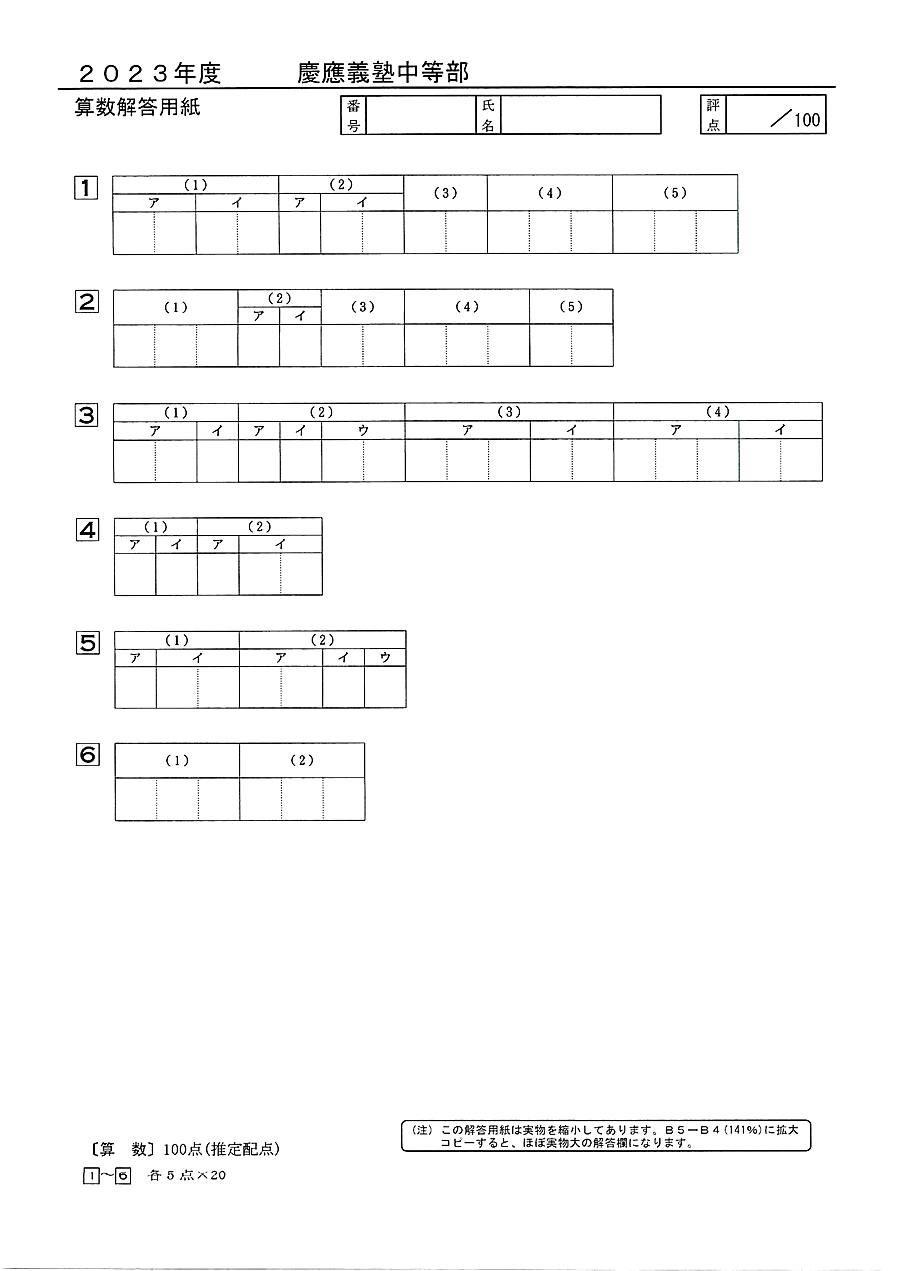 2023年度 慶應義塾中等部
算数解答用紙 番号 氏名 評点 /100
1
(1) (2) (3) (4) (5)
ア イ ア イ
2
(1) (2) (3) (4) (5)
ア イ
3
(1) (2) (3) (4)
ア イ ア イ ウ ア イ ア イ
4
(1) (2)
ア イ ア イ
5
(1) (2)
ア イ ア イ ウ
6
(1) (2)
(注) この解答用紙は実物を縮小してあります。B5→B4(141%)に拡大
コピーすると、ほぼ実物大の解答欄になります。
〔算 数〕100点(推定配点)
1〜6 各5点×20